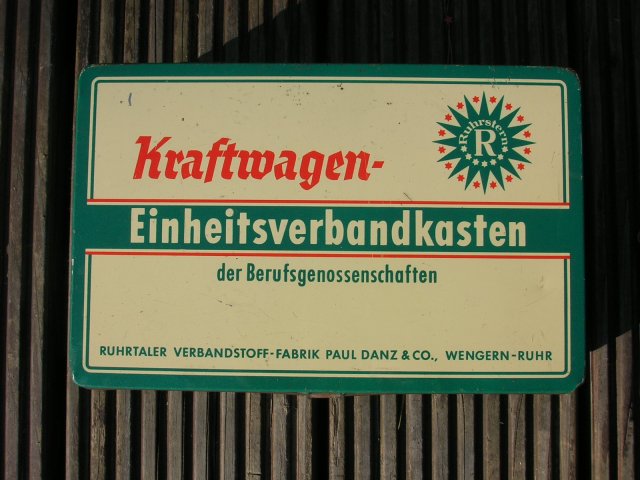 Ruhrstern
R
Kraftwagen-
Einheitsverbandkasten
der Berufsgenossenschaften
RUHRTALER VERBANDSTOFF-FABRIK PAUL DANZ & CO., WENGERN-RUHR